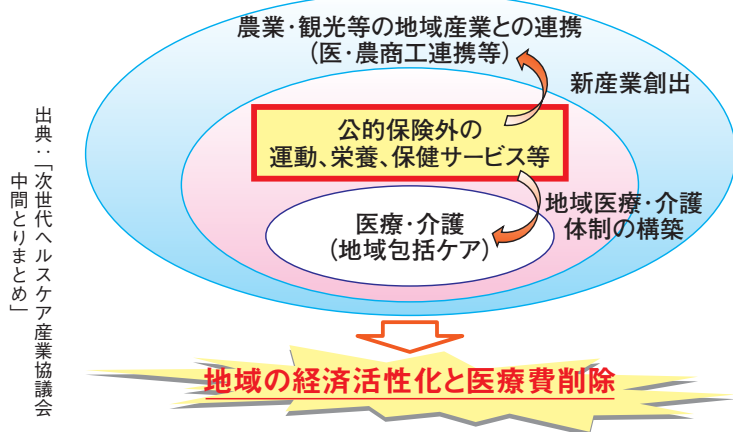 農業・観光等の地域産業との連携
（医・農商工連携等）
新産業創出
公的保険外の
運動、栄養、保健サービス等
地域医療・介護
体制の構築
医療・介護
（地域包括ケア）
地域の経済活性化と医療費削除
出典：「次世代ヘルスケア産業協議会
中間とりまとめ」